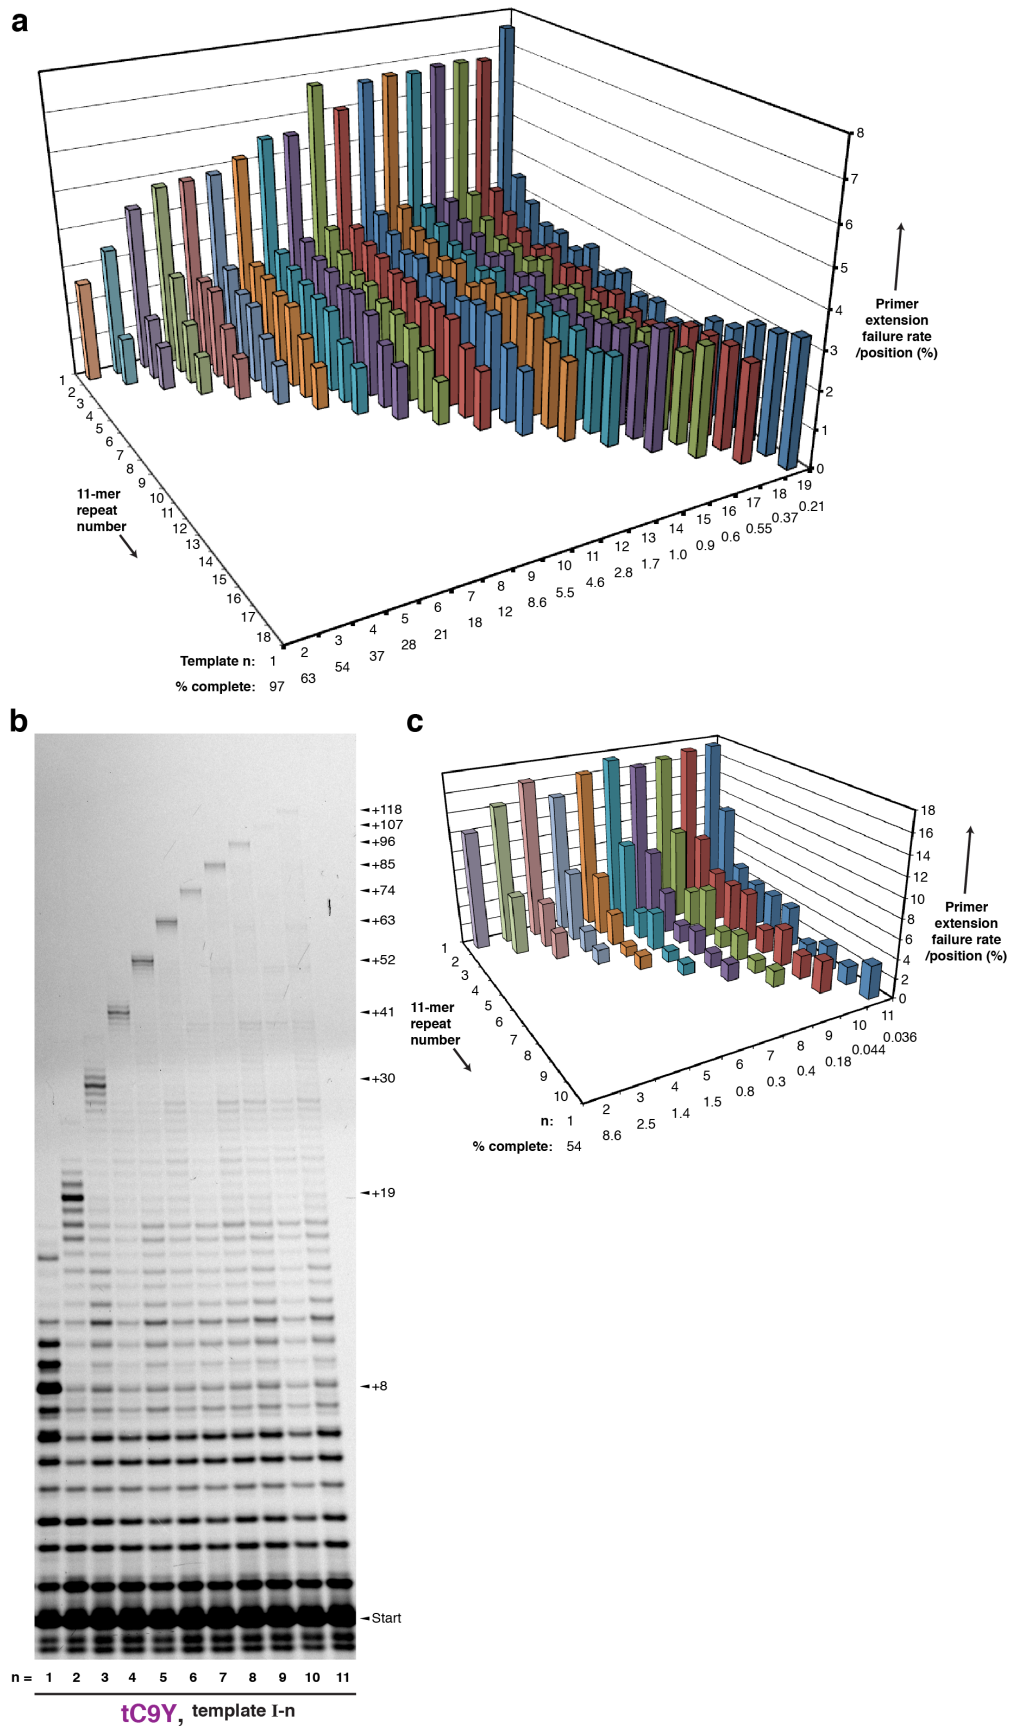 a
8
7
6
5
4
3
2
1
0
Primer
extension
failure rate
/position (%)
1
2
3
4
5
6
7
8
9
10
11
12
13
14
15
16
17
18
11-mer
repeat
number
Template n: 1 2 3 4 5 6 7 8 9 10 11 12 13 14 15 16 17 18 19
% complete: 97 63 54 37 28 21 18 12 8.6 5.5 4.6 2.8 1.7 1.0 0.9 0.6 0.55 0.37 0.21
b
+118
+107
+96
+85
+74
+63
+52
+41
+30
+19
+8
Start
n = 1 2 3 4 5 6 7 8 9 10 11
tC9Y, template I-n
c
18
16
14
12
10
8
6
4
2
0
Primer
extension
failure rate
/position (%)
1
2
3
4
5
6
7
8
9
10
11-mer
repeat
number
n: 1 2 3 4 5 6 7 8 9 10 11
% complete: 54 8.6 2.5 1.4 1.5 0.8 0.3 0.4 0.18 0.044 0.036